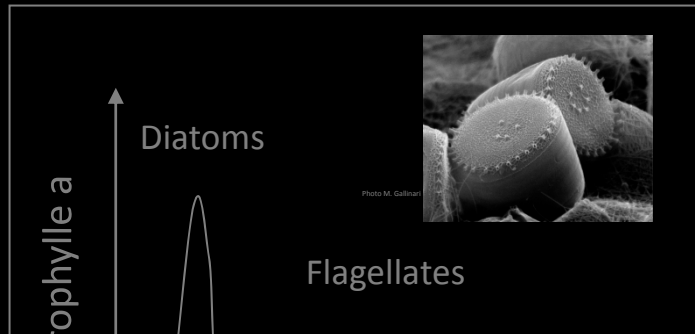 Diatoms
Photo M. Gallinari
rophylle a
Flagellates